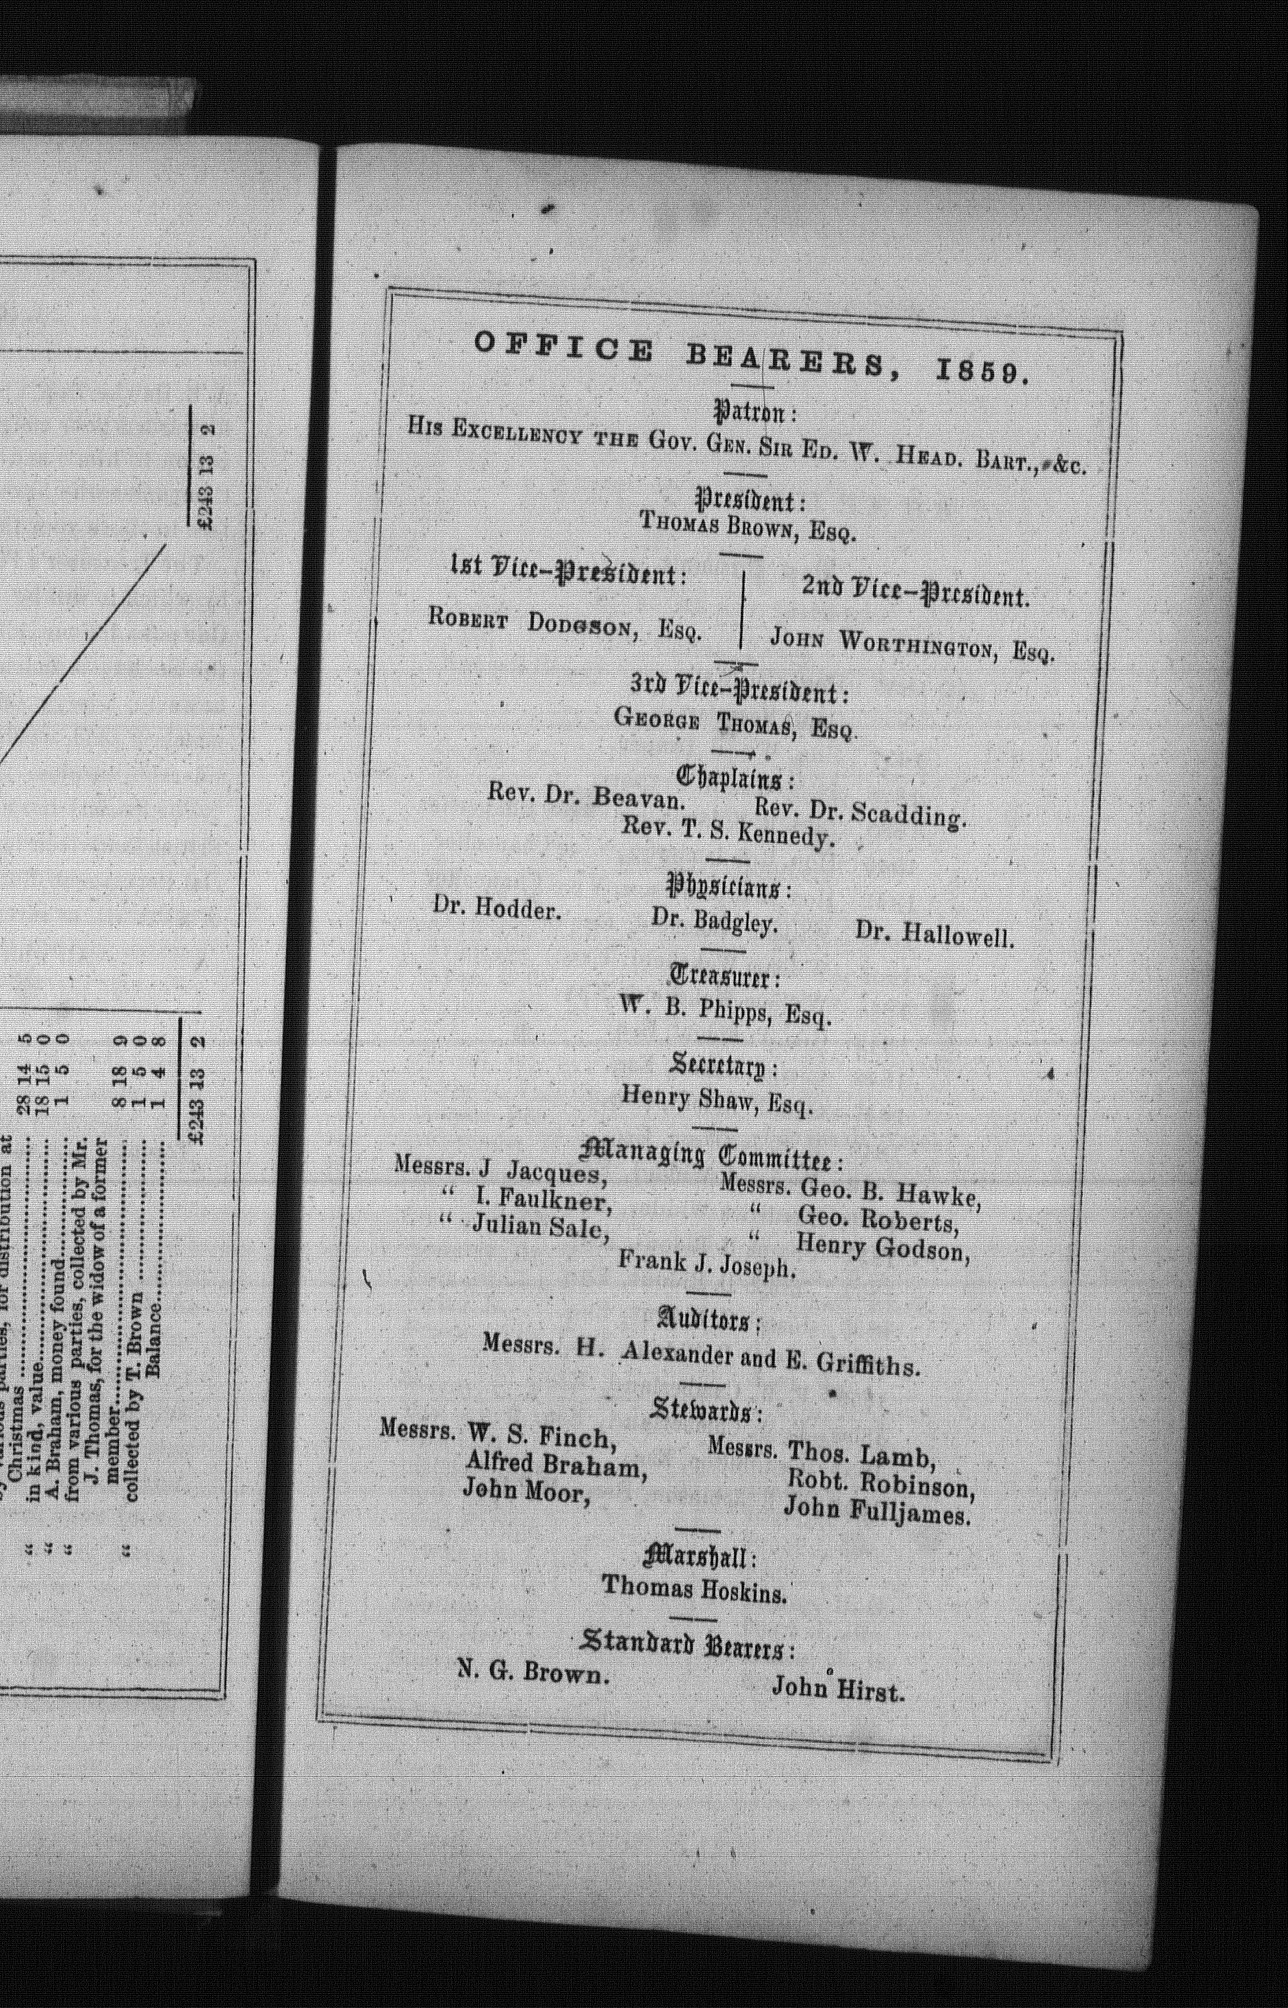 £243 13 2
parties, for distribution at
Christmas ........ 28 14 5
“ in kind, value........ 18 15 0
“ A. Braham, money found........ 1 5 0
“ from various parties, collected by Mr.
J. Thomas, for the widow of a former
member........ 8 18 9
“ collected by T. Brown ........ 1 5 0
Balance........ 1 4 8
£243 13 2
OFFICE BEARERS, 1859.
Patron:
His Excellency the Gov. Gen. Sir Ed. W. Head. Bart., &c.
President:
Thomas Brown, Esq.
1st Vice-President: 2nd Vice-President.
Robert Dodgson, Esq. John Worthington, Esq.
3rd Vice-President:
George Thomas, Esq.
Chaplains:
Rev. Dr. Beavan. Rev. Dr. Scadding.
Rev. T. S. Kennedy.
Physicians:
Dr. Hodder. Dr. Badgley. Dr. Hallowell.
Treasurer:
W. B. Phipps, Esq.
Secretary:
Henry Shaw, Esq.
Managing Committee:
Messrs. J Jacques, Messrs. Geo. B. Hawke,
“ I. Faulkner, “ Geo. Roberts,
“ Julian Sale, “ Henry Godson,
Frank J. Joseph.
Auditors:
Messrs. H. Alexander and E. Griffiths.
Stewards:
Messrs. W. S. Finch, Messrs. Thos. Lamb,
Alfred Braham, Robt. Robinson,
John Moor, John Fulljames.
Marshall:
Thomas Hoskins.
Standard Bearers:
N. G. Brown. John Hirst.